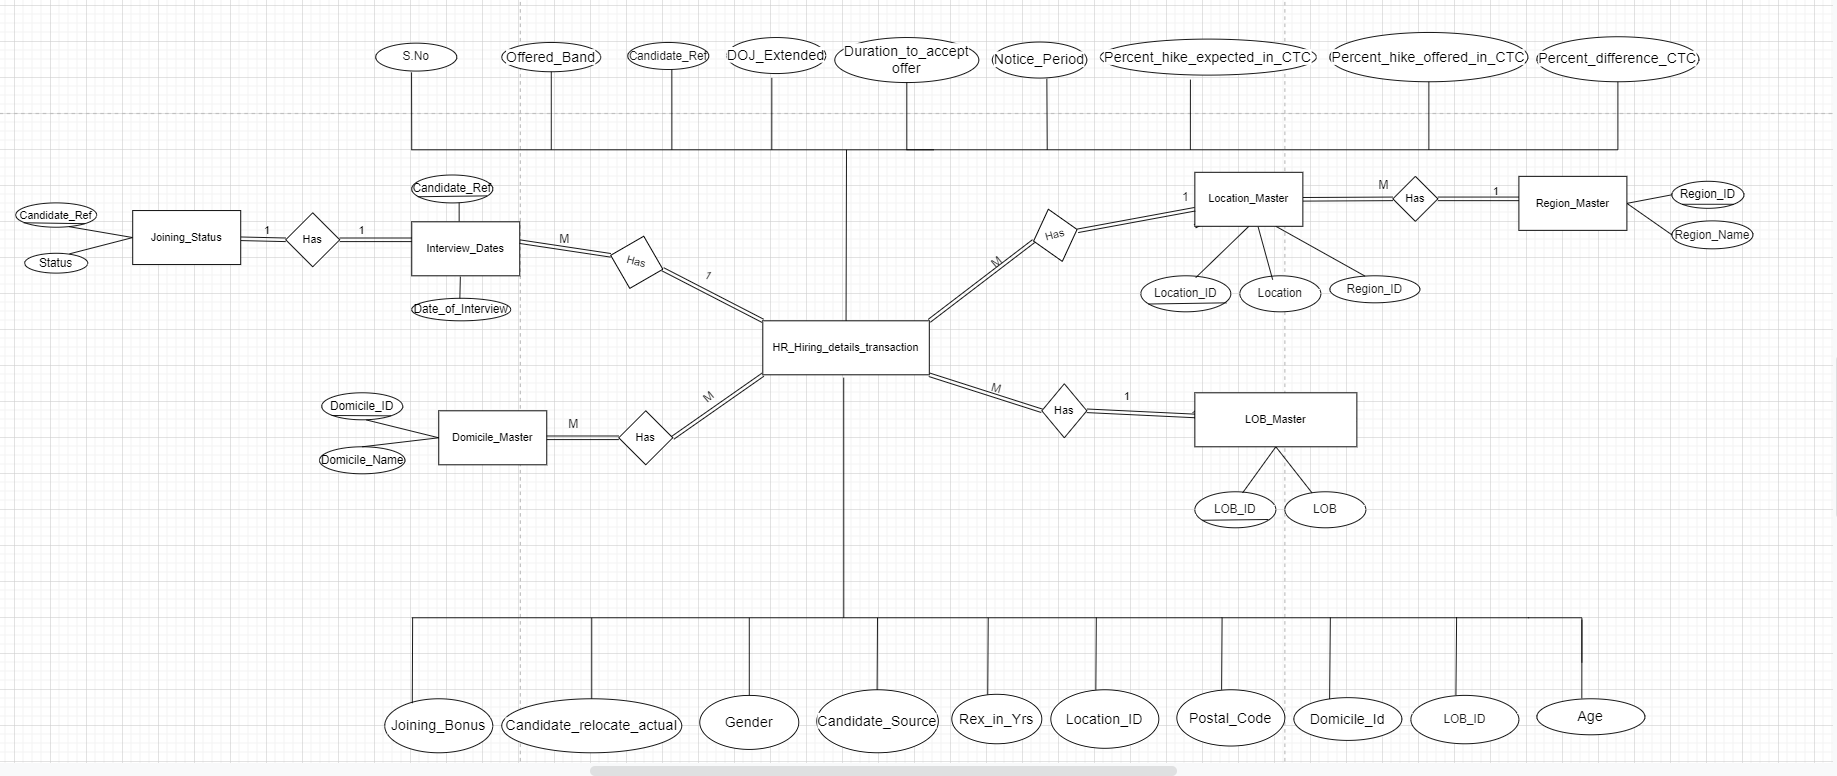 S.No
Offered_Band
Candidate_Ref
DOJ_Extended
Duration_to_accept
offer
Notice_Period
Percent_hike_expected_in_CTC
Percent_hike_offered_in_CTC
Percent_difference_CTC
Candidate_Ref
Candidate_Ref
Status
Joining_Status
1
Has
1
Interview_Dates
Date_of_Interview
M
Has
1
Location_Master
1
Has
M
M
Has
1
Region_Master
Region_ID
Region_Name
Location_ID
Location
Region_ID
HR_Hiring_details_transaction
Domicile_ID
Domicile_Name
Domicile_Master
M
Has
M
M
Has
1
LOB_Master
LOB_ID
LOB
Joining_Bonus
Candidate_relocate_actual
Gender
Candidate_Source
Rex_in_Yrs
Location_ID
Postal_Code
Domicile_Id
LOB_ID
Age